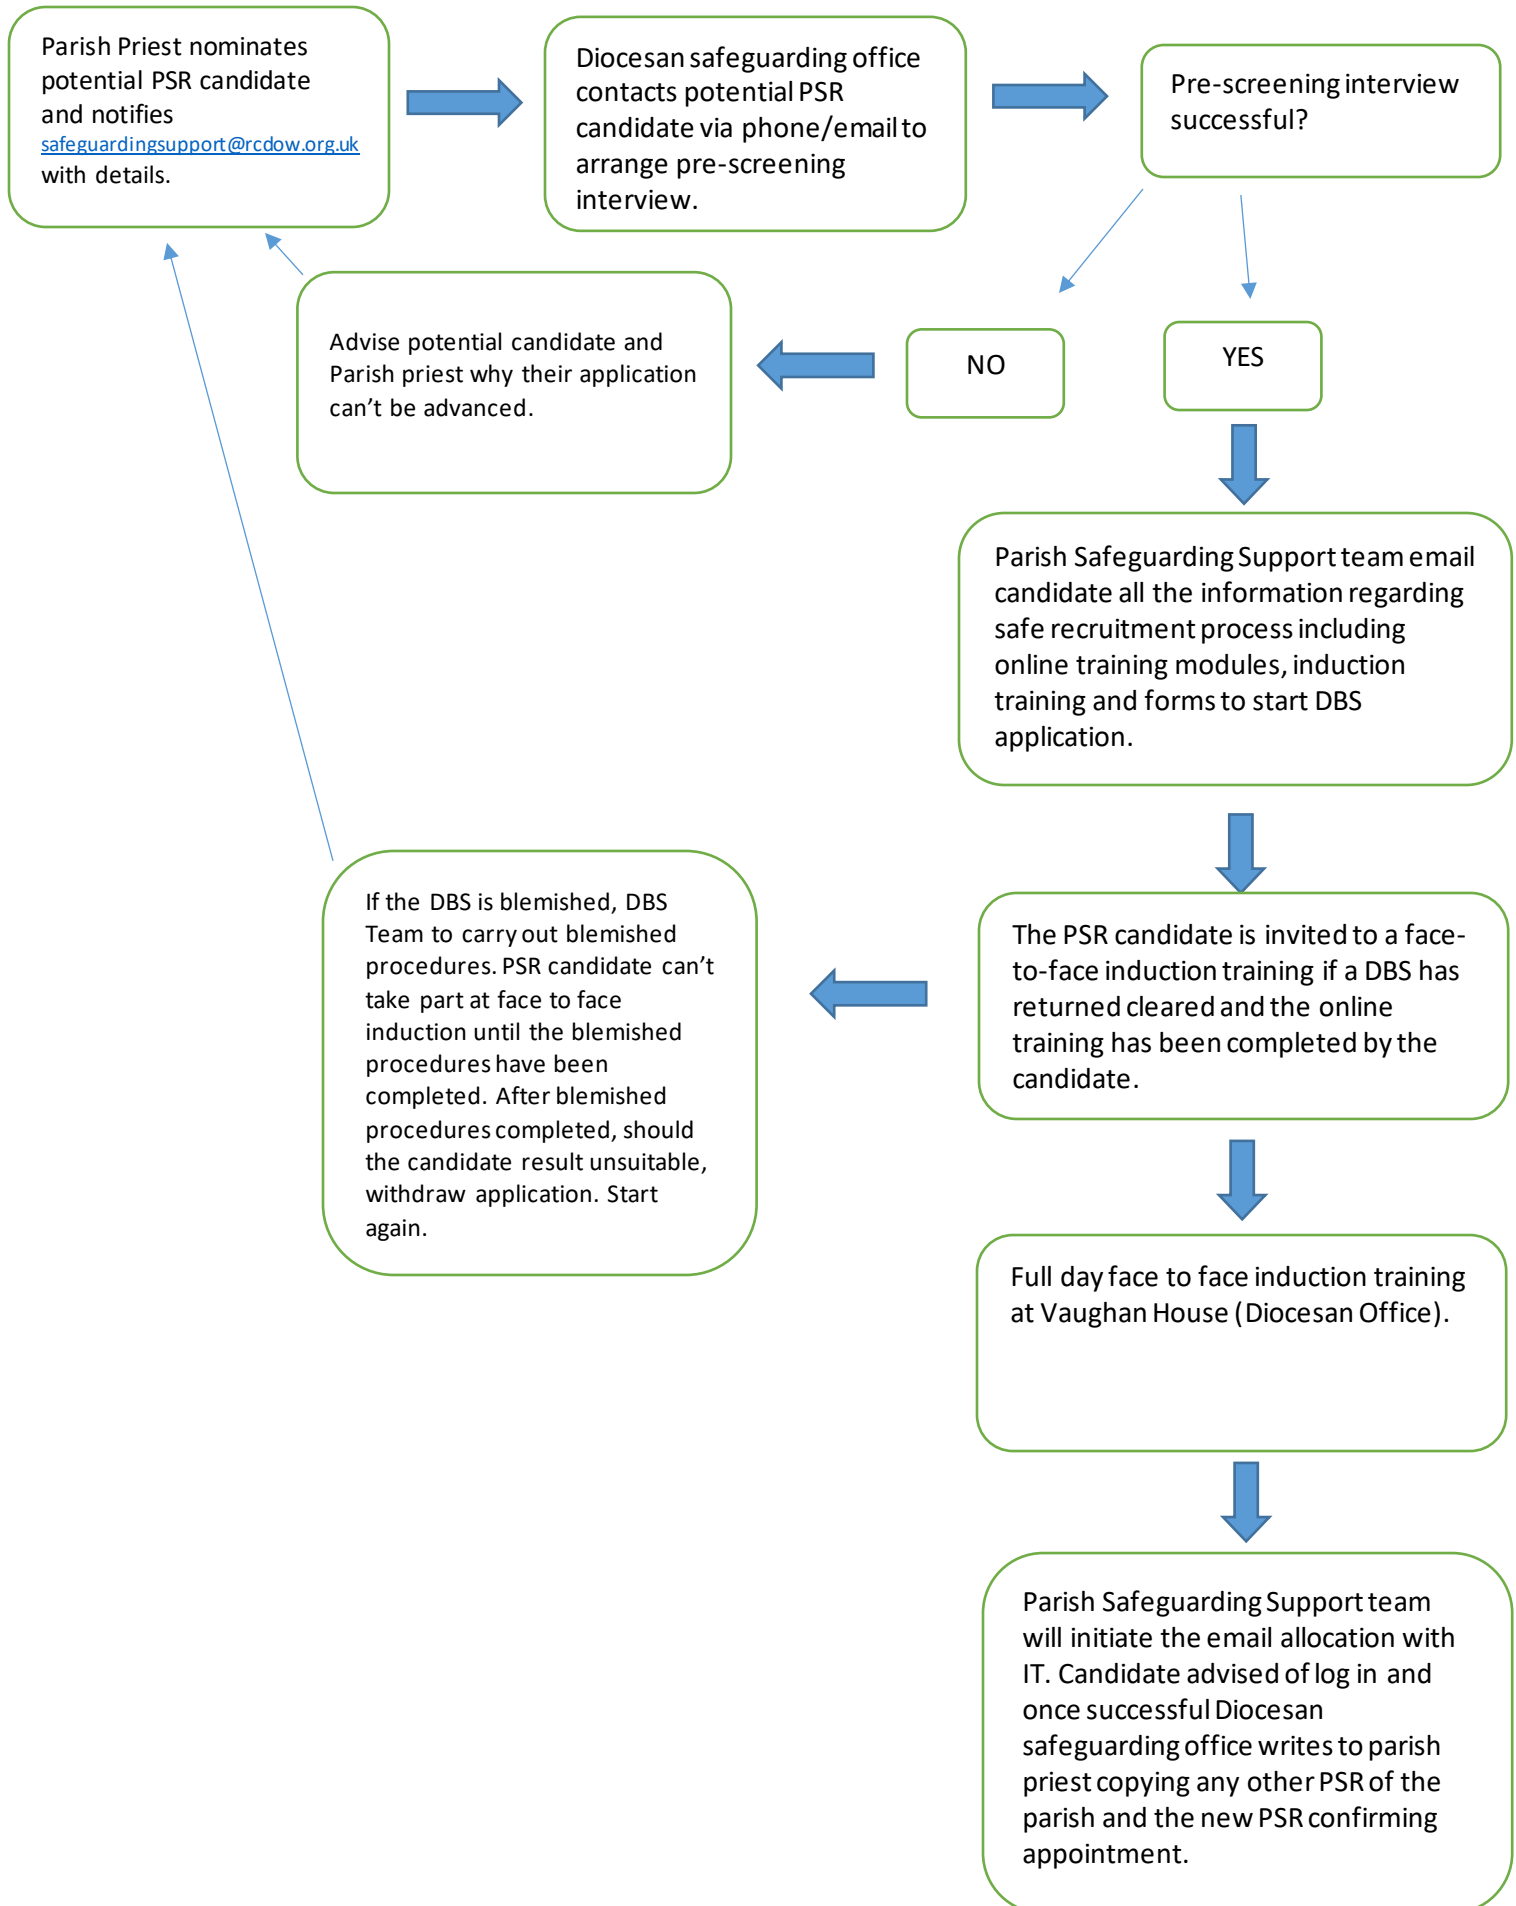 Parish Priest nominates
potential PSR candidate
and notifies
safeguardingsupport@rcdow.org.uk
with details.
Diocesan safeguarding office
contacts potential PSR
candidate via phone/email to
arrange pre-screening
interview.
Pre-screening interview
successful?
Advise potential candidate and
Parish priest why their application
can’t be advanced.
NO
YES
Parish Safeguarding Support team email
candidate all the information regarding
safe recruitment process including
online training modules, induction
training and forms to start DBS
application.
If the DBS is blemished, DBS
Team to carry out blemished
procedures. PSR candidate can’t
take part at face to face
induction until the blemished
procedures have been
completed. After blemished
procedures completed, should
the candidate result unsuitable,
withdraw application. Start
again.
The PSR candidate is invited to a face-
to-face induction training if a DBS has
returned cleared and the online
training has been completed by the
candidate.
Full day face to face induction training
at Vaughan House (Diocesan Office).
Parish Safeguarding Support team
will initiate the email allocation with
IT. Candidate advised of log in and
once successful Diocesan
safeguarding office writes to parish
priest copying any other PSR of the
parish and the new PSR confirming
appointment.